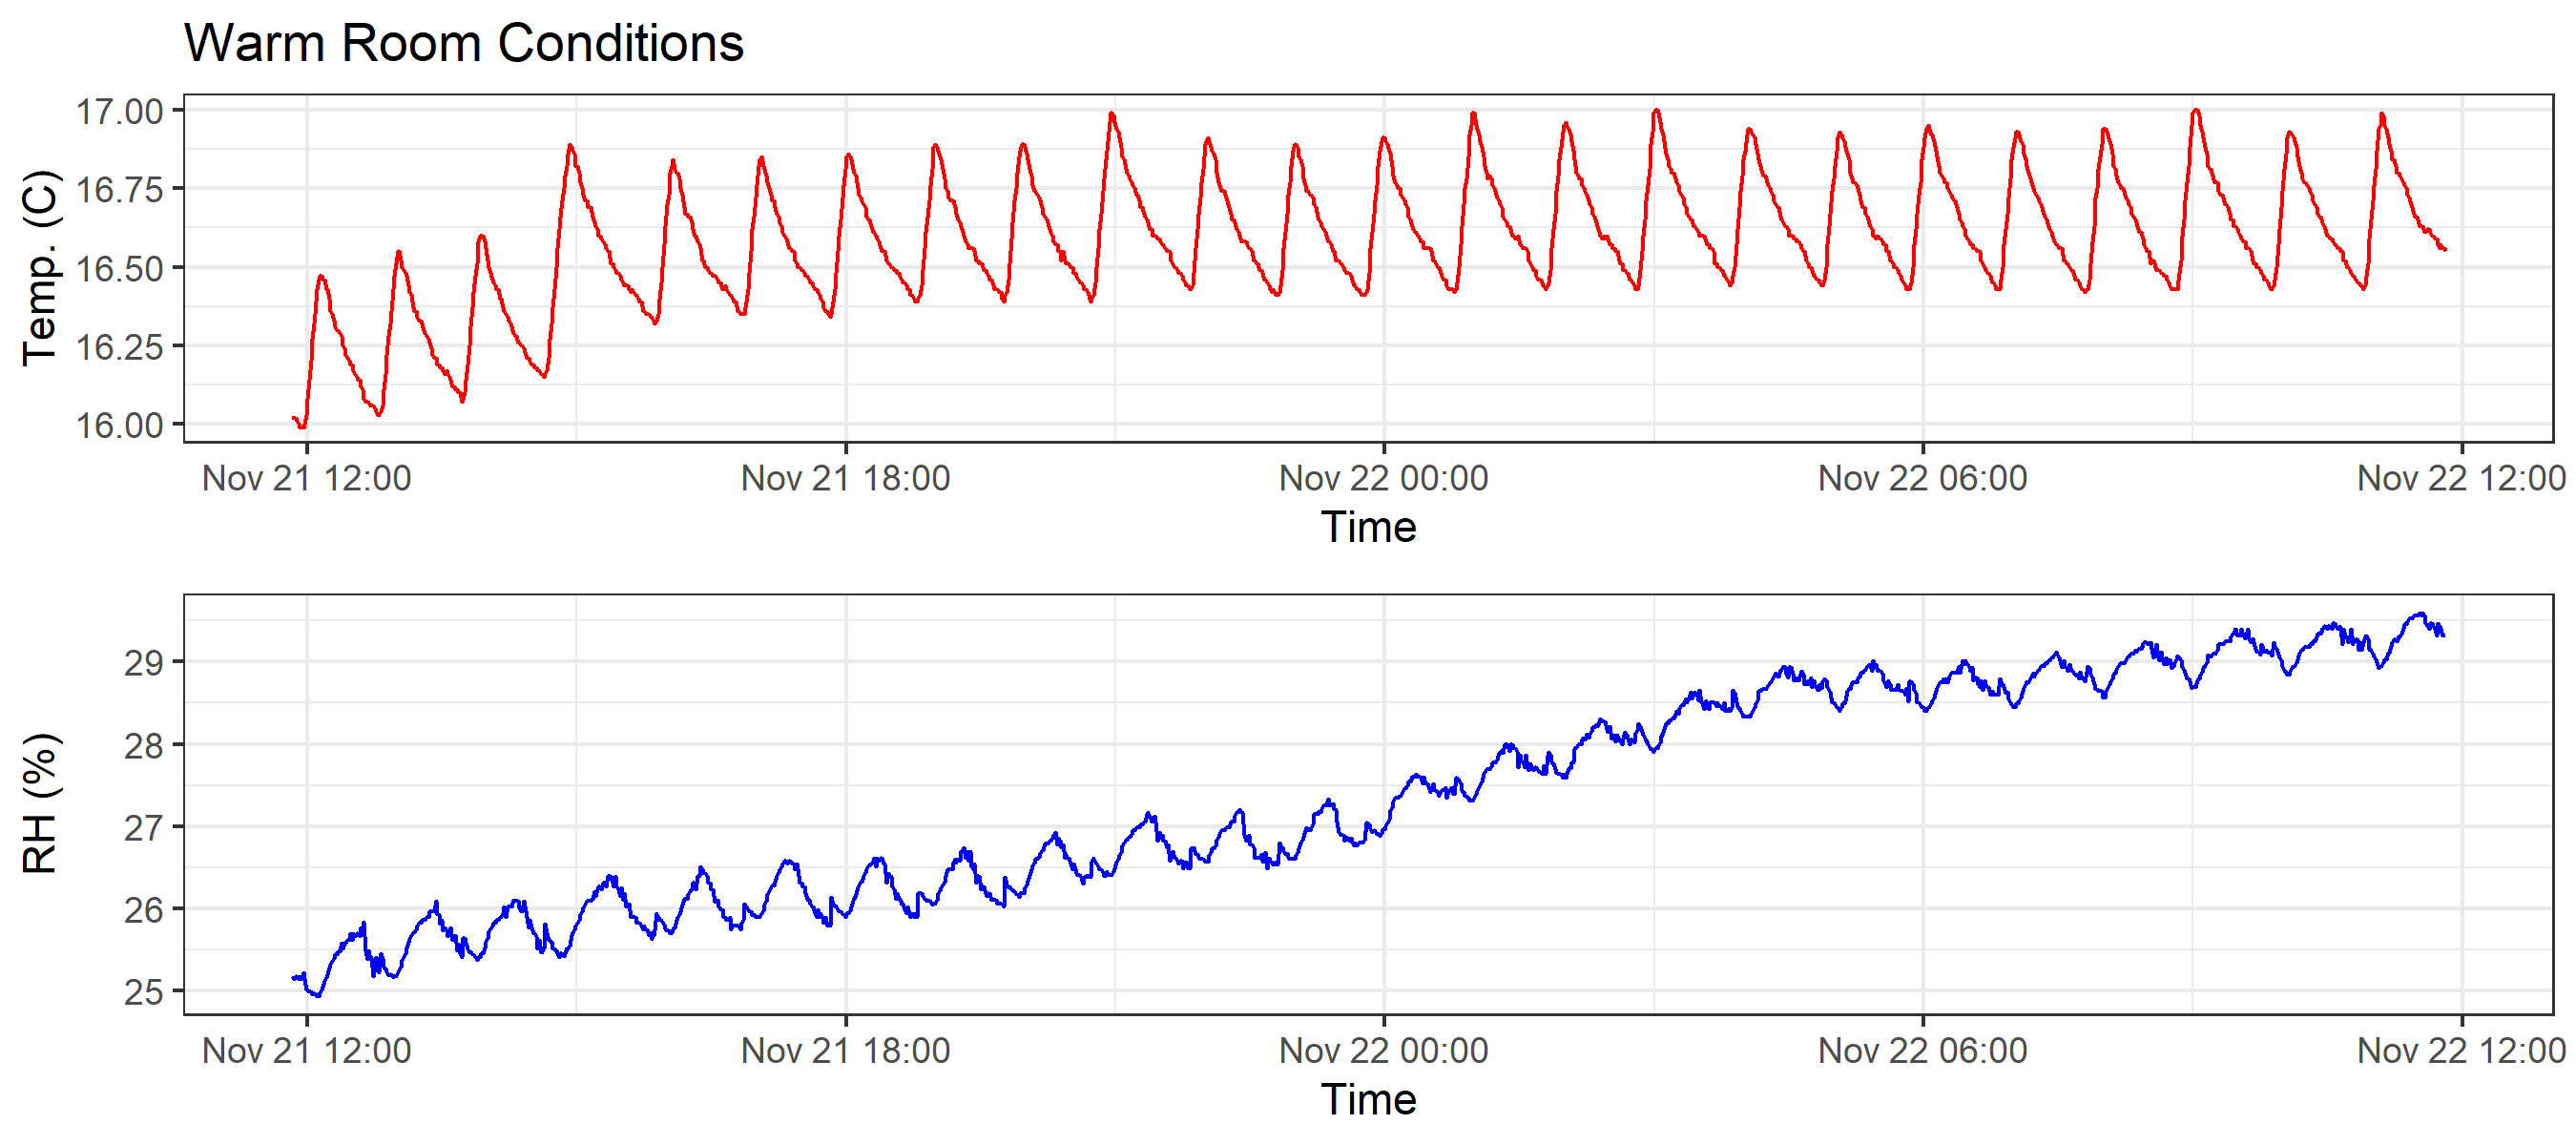 Warm Room Conditions
Temp. (C)
17.00
16.75
16.50
16.25
16.00
Nov 21 12:00 Nov 21 18:00 Nov 22 00:00 Nov 22 06:00 Nov 22 12:00
Time
RH (%)
29
28
27
26
25
Nov 21 12:00 Nov 21 18:00 Nov 22 00:00 Nov 22 06:00 Nov 22 12:00
Time